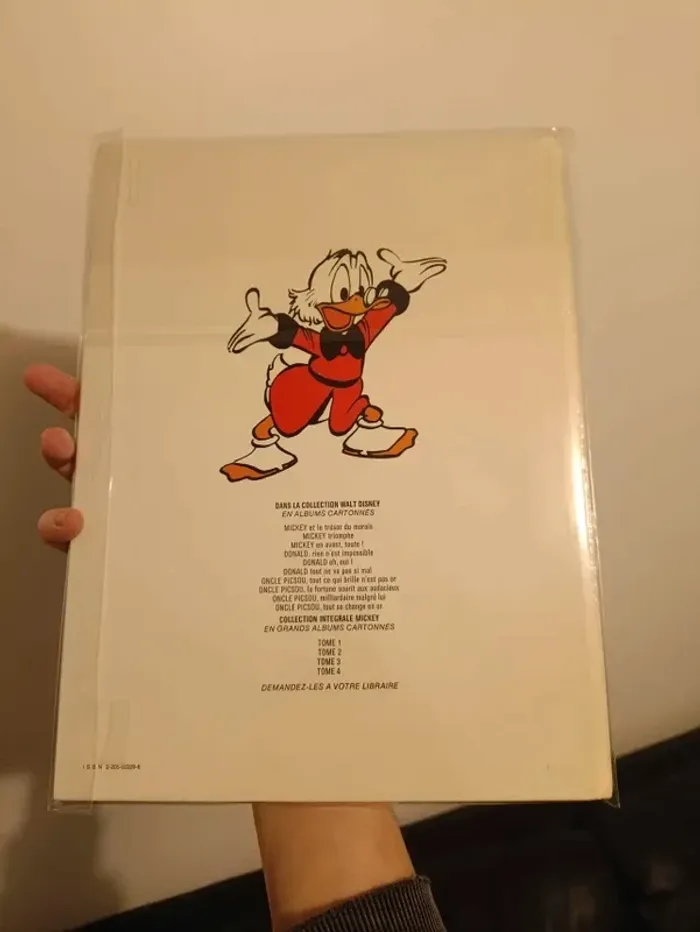 DANS LA COLLECTION WALT DISNEY
EN ALBUMS CARTONNÉS
MICKEY et le trésor du marais
MICKEY triomphe
MICKEY en avant, toute !
DONALD, rien n'est impossible
DONALD oh, oui !
DONALD tout ne va pas si mal
ONCLE PICSOU, tout ce qui brille n'est pas or
ONCLE PICSOU, la fortune sourit aux audacieux
ONCLE PICSOU, milliardaire malgré lui
ONCLE PICSOU, tout se change en or
COLLECTION INTEGRALE MICKEY
EN GRANDS ALBUMS CARTONNÉS
TOME 1
TOME 2
TOME 3
TOME 4
DEMANDEZ-LES A VOTRE LIBRAIRE
ISBN